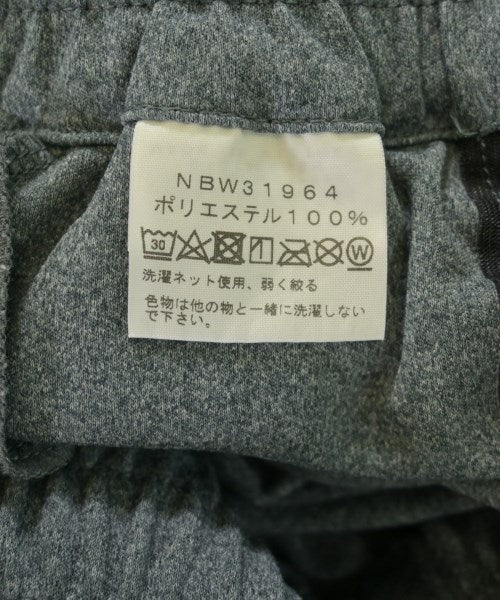 NBW31964
ポリエステル100%
30 W
洗濯ネット使用、弱く絞る
色物は他の物と一緒に洗濯しない
で下さい。